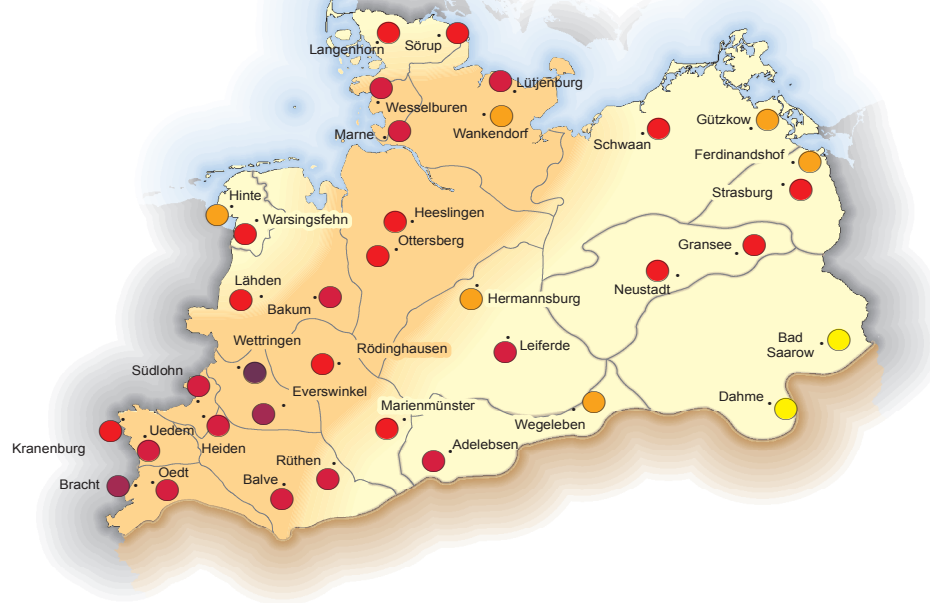 Langenhorn
Sörup
Lütjenburg
Wesselburen
Wankendorf
Marne
Schwaan
Gützkow
Ferdinandshof
Strasburg
Hinte
Warsingsfehn
Heeslingen
Ottersberg
Gransee
Neustadt
Lähden
Bakum
Hermannsburg
Wettringen
Rödinghausen
Leiferde
Bad
Saarow
Südlohn
Everswinkel
Marienmünster
Dahme
Wegeleben
Kranenburg
Uedem
Heiden
Adelebsen
Rüthen
Bracht
Oedt
Balve